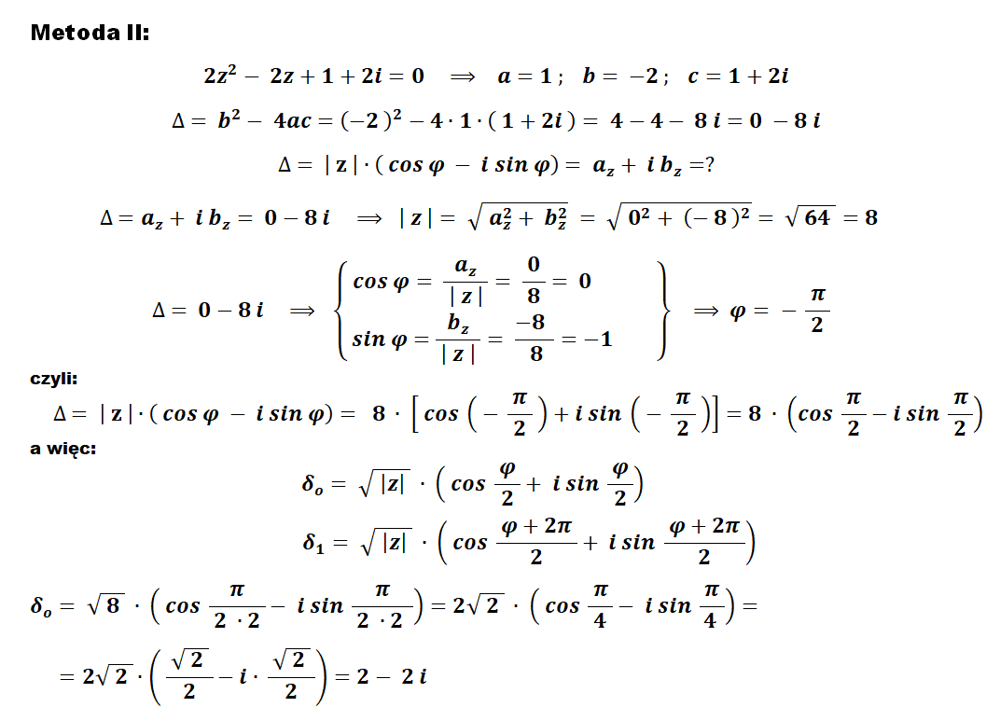 Metoda II:
2z² − 2z + 1 + 2i = 0 ⟹ a = 1 ; b = −2 ; c = 1 + 2i
Δ = b² − 4ac = (−2 )² − 4 · 1 · ( 1 + 2i ) = 4 − 4 − 8 i = 0 − 8 i
Δ = | z | · ( cos φ − i sin φ) = a_z + i b_z =?
Δ = a_z + i b_z = 0 − 8 i ⟹ | z | = √(a_z² + b_z²) = √(0² + (− 8 )²) = √64 = 8
Δ = 0 − 8 i ⟹ { cos φ = a_z / | z | = 0/8 = 0
sin φ = b_z / | z | = −8/8 = −1 } ⟹ φ = − π/2
czyli:
Δ = | z | · ( cos φ − i sin φ) = 8 · [ cos ( − π/2 ) + i sin ( − π/2 )] = 8 · (cos π/2 − i sin π/2 )
a więc:
δ_o = √|z| · ( cos φ/2 + i sin φ/2 )
δ_1 = √|z| · ( cos (φ + 2π)/2 + i sin (φ + 2π)/2 )
δ_o = √8 · ( cos π/(2 · 2) − i sin π/(2 · 2) ) = 2√2 · ( cos π/4 − i sin π/4 ) =
= 2√2 · ( √2/2 − i · √2/2 ) = 2 − 2 i